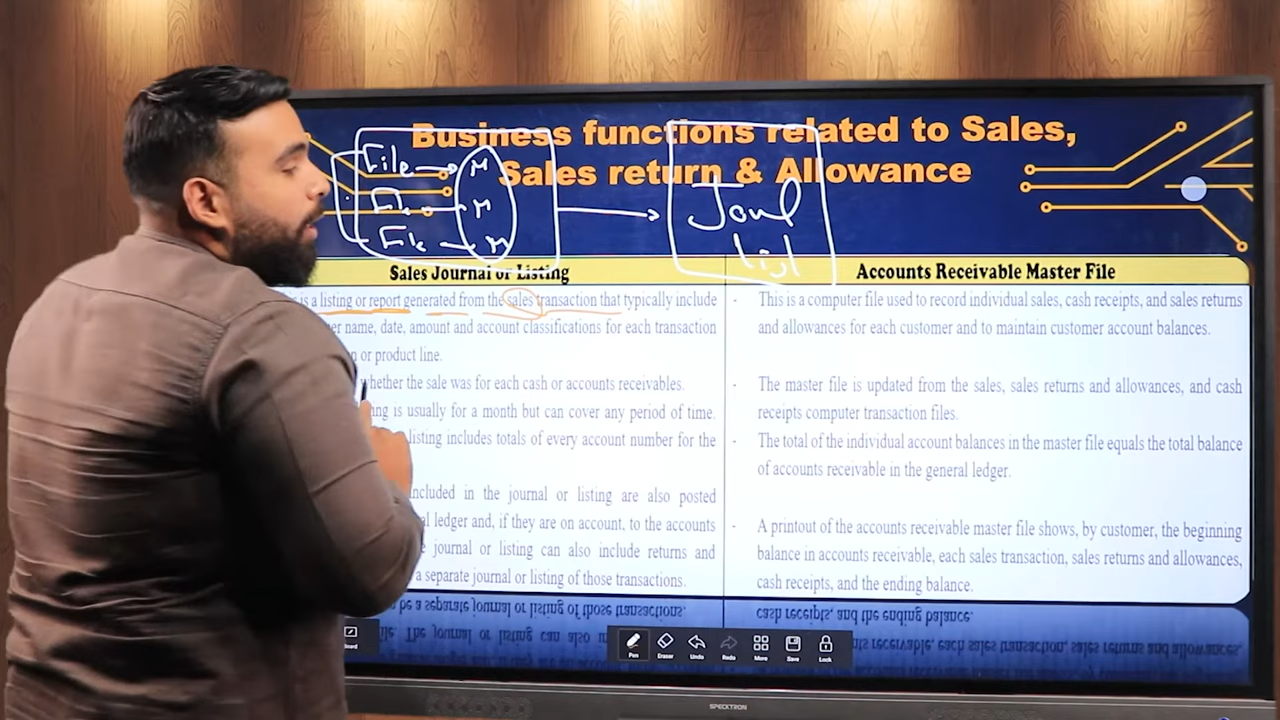 Business functions related to Sales,
Sales return & Allowance
File
File
File
M
M
M
Joul
list
Sales Journal or Listing
Accounts Receivable Master File
is a listing or report generated from the sales transaction that typically include
name, date, amount and account classifications for each transaction
or product line.
whether the sale was for each cash or accounts receivables.
is usually for a month but can cover any period of time.
listing includes totals of every account number for the
included in the journal or listing are also posted
ledger and, if they are on account, to the accounts
journal or listing can also include returns and
a separate journal or listing of those transactions.
- This is a computer file used to record individual sales, cash receipts, and sales returns
and allowances for each customer and to maintain customer account balances.
- The master file is updated from the sales, sales returns and allowances, and cash
receipts computer transaction files.
- The total of the individual account balances in the master file equals the total balance
of accounts receivable in the general ledger.
- A printout of the accounts receivable master file shows, by customer, the beginning
balance in accounts receivable, each sales transaction, sales returns and allowances,
cash receipts, and the ending balance.
Pen Eraser Undo Redo More Save Lock
SPECKTRON